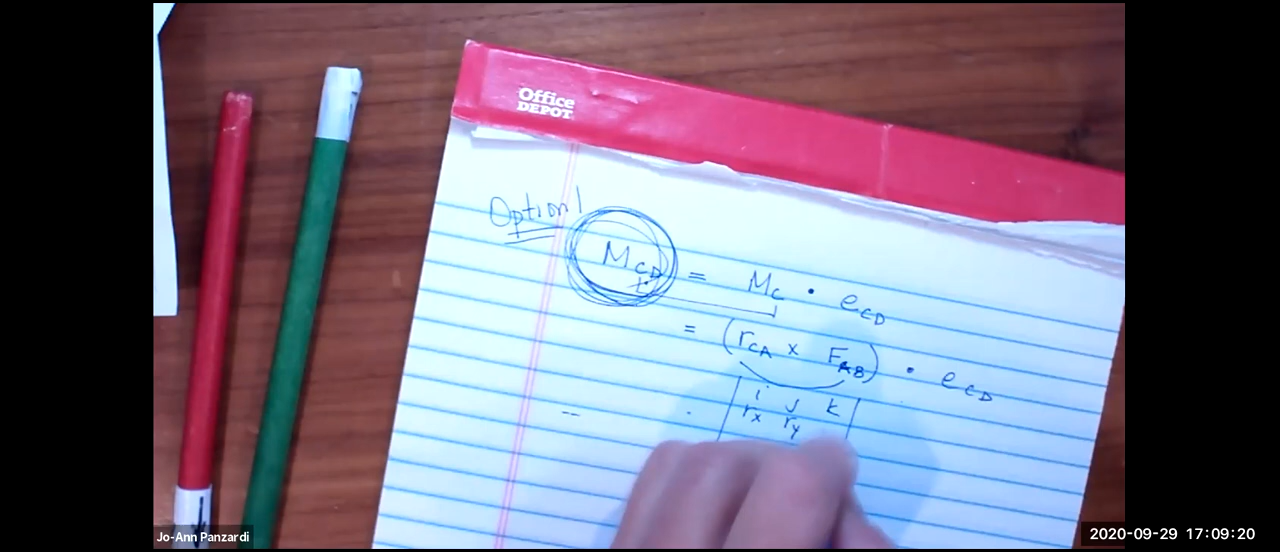 Office
DEPOT
Option 1
M_CD = M_C · e_CD
= (r_CA x F_AB) · e_CD
i j k
r_x r_y
Jo-Ann Panzardi
2020-09-29 17:09:20